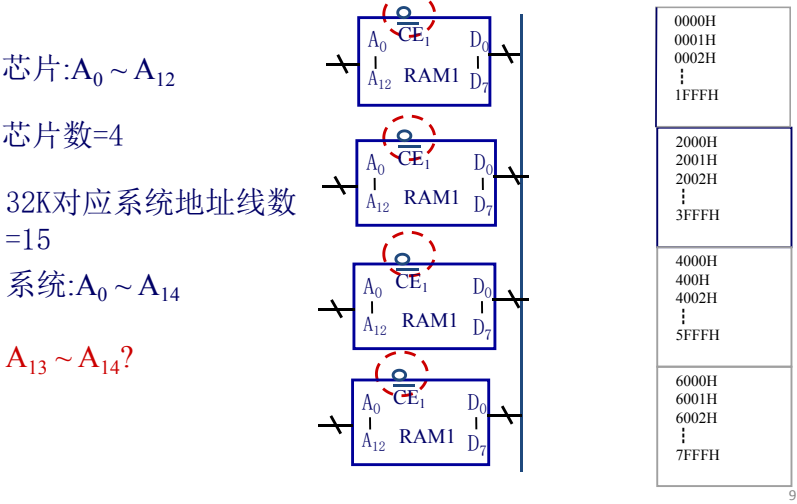 芯片:A₀ ~ A₁₂
芯片数=4
32K对应系统地址线数
=15
系统:A₀ ~ A₁₄
A₁₃ ~ A₁₄?
CE₁
A₀ D₀
A₁₂ RAM1 D₇
CE₁
A₀ D₀
A₁₂ RAM1 D₇
CE₁
A₀ D₀
A₁₂ RAM1 D₇
CE₁
A₀ D₀
A₁₂ RAM1 D₇
0000H
0001H
0002H
1FFFH
2000H
2001H
2002H
3FFFH
4000H
400H
4002H
5FFFH
6000H
6001H
6002H
7FFFH
9